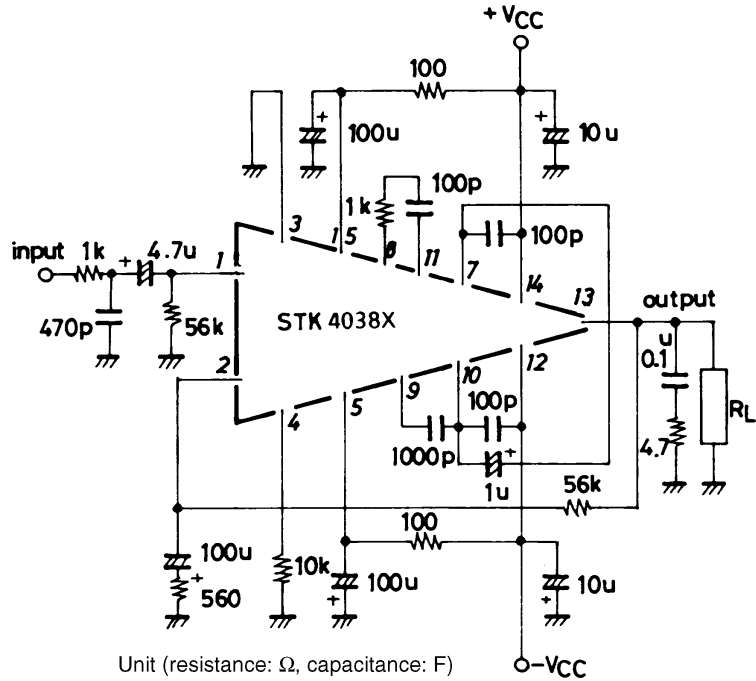 +VCC
100
+
100u
+
10u
100p
1k
3
1
5
8
11
7
100p
input
1k
+
4.7u
1
14
13
output
470p
56k
STK 4038X
u
0.1
2
12
10
9
100p
RL
4
5
1000p
+
4.7
1u
56k
100
100u
+
560
10k
+
100u
+
10u
Unit (resistance: Ω, capacitance: F)
-VCC